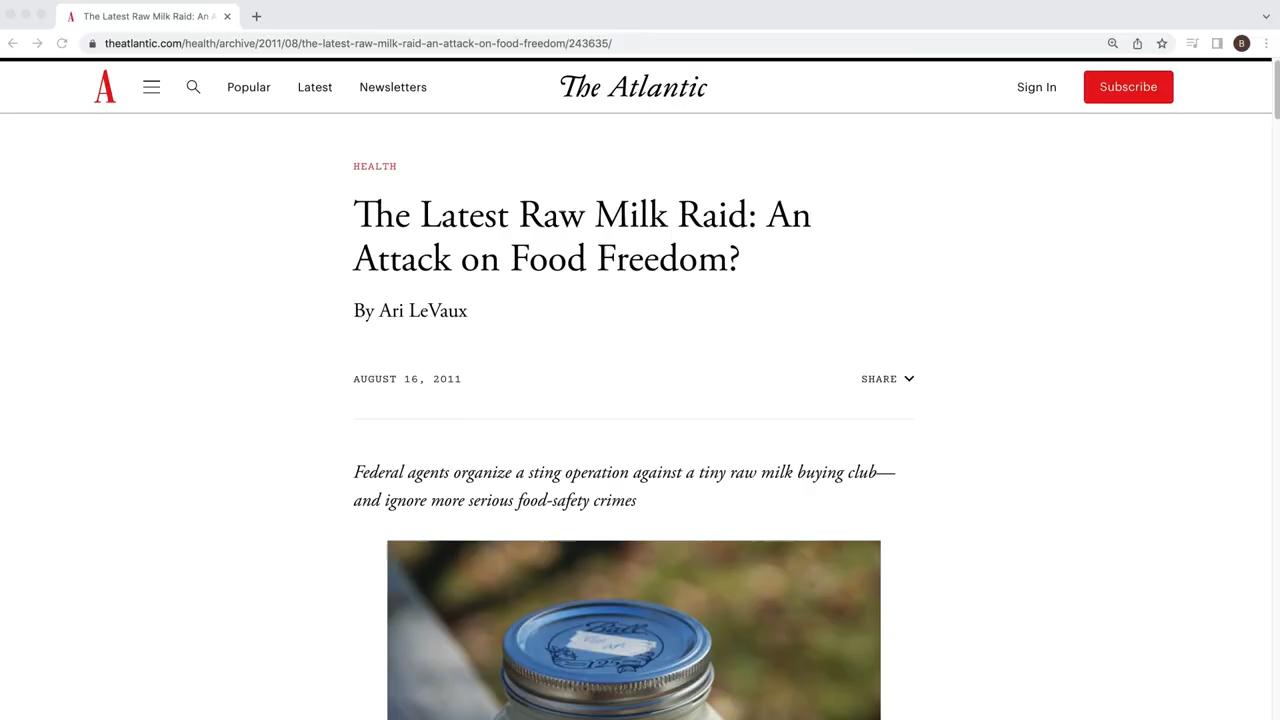 The Latest Raw Milk Raid: An A
theatlantic.com/health/archive/2011/08/the-latest-raw-milk-raid-an-attack-on-food-freedom/243635/
B
A
Popular Latest Newsletters
The Atlantic
Sign In Subscribe
HEALTH
The Latest Raw Milk Raid: An
Attack on Food Freedom?
By Ari LeVaux
AUGUST 16, 2011
SHARE
Federal agents organize a sting operation against a tiny raw milk buying club—
and ignore more serious food-safety crimes
Ball